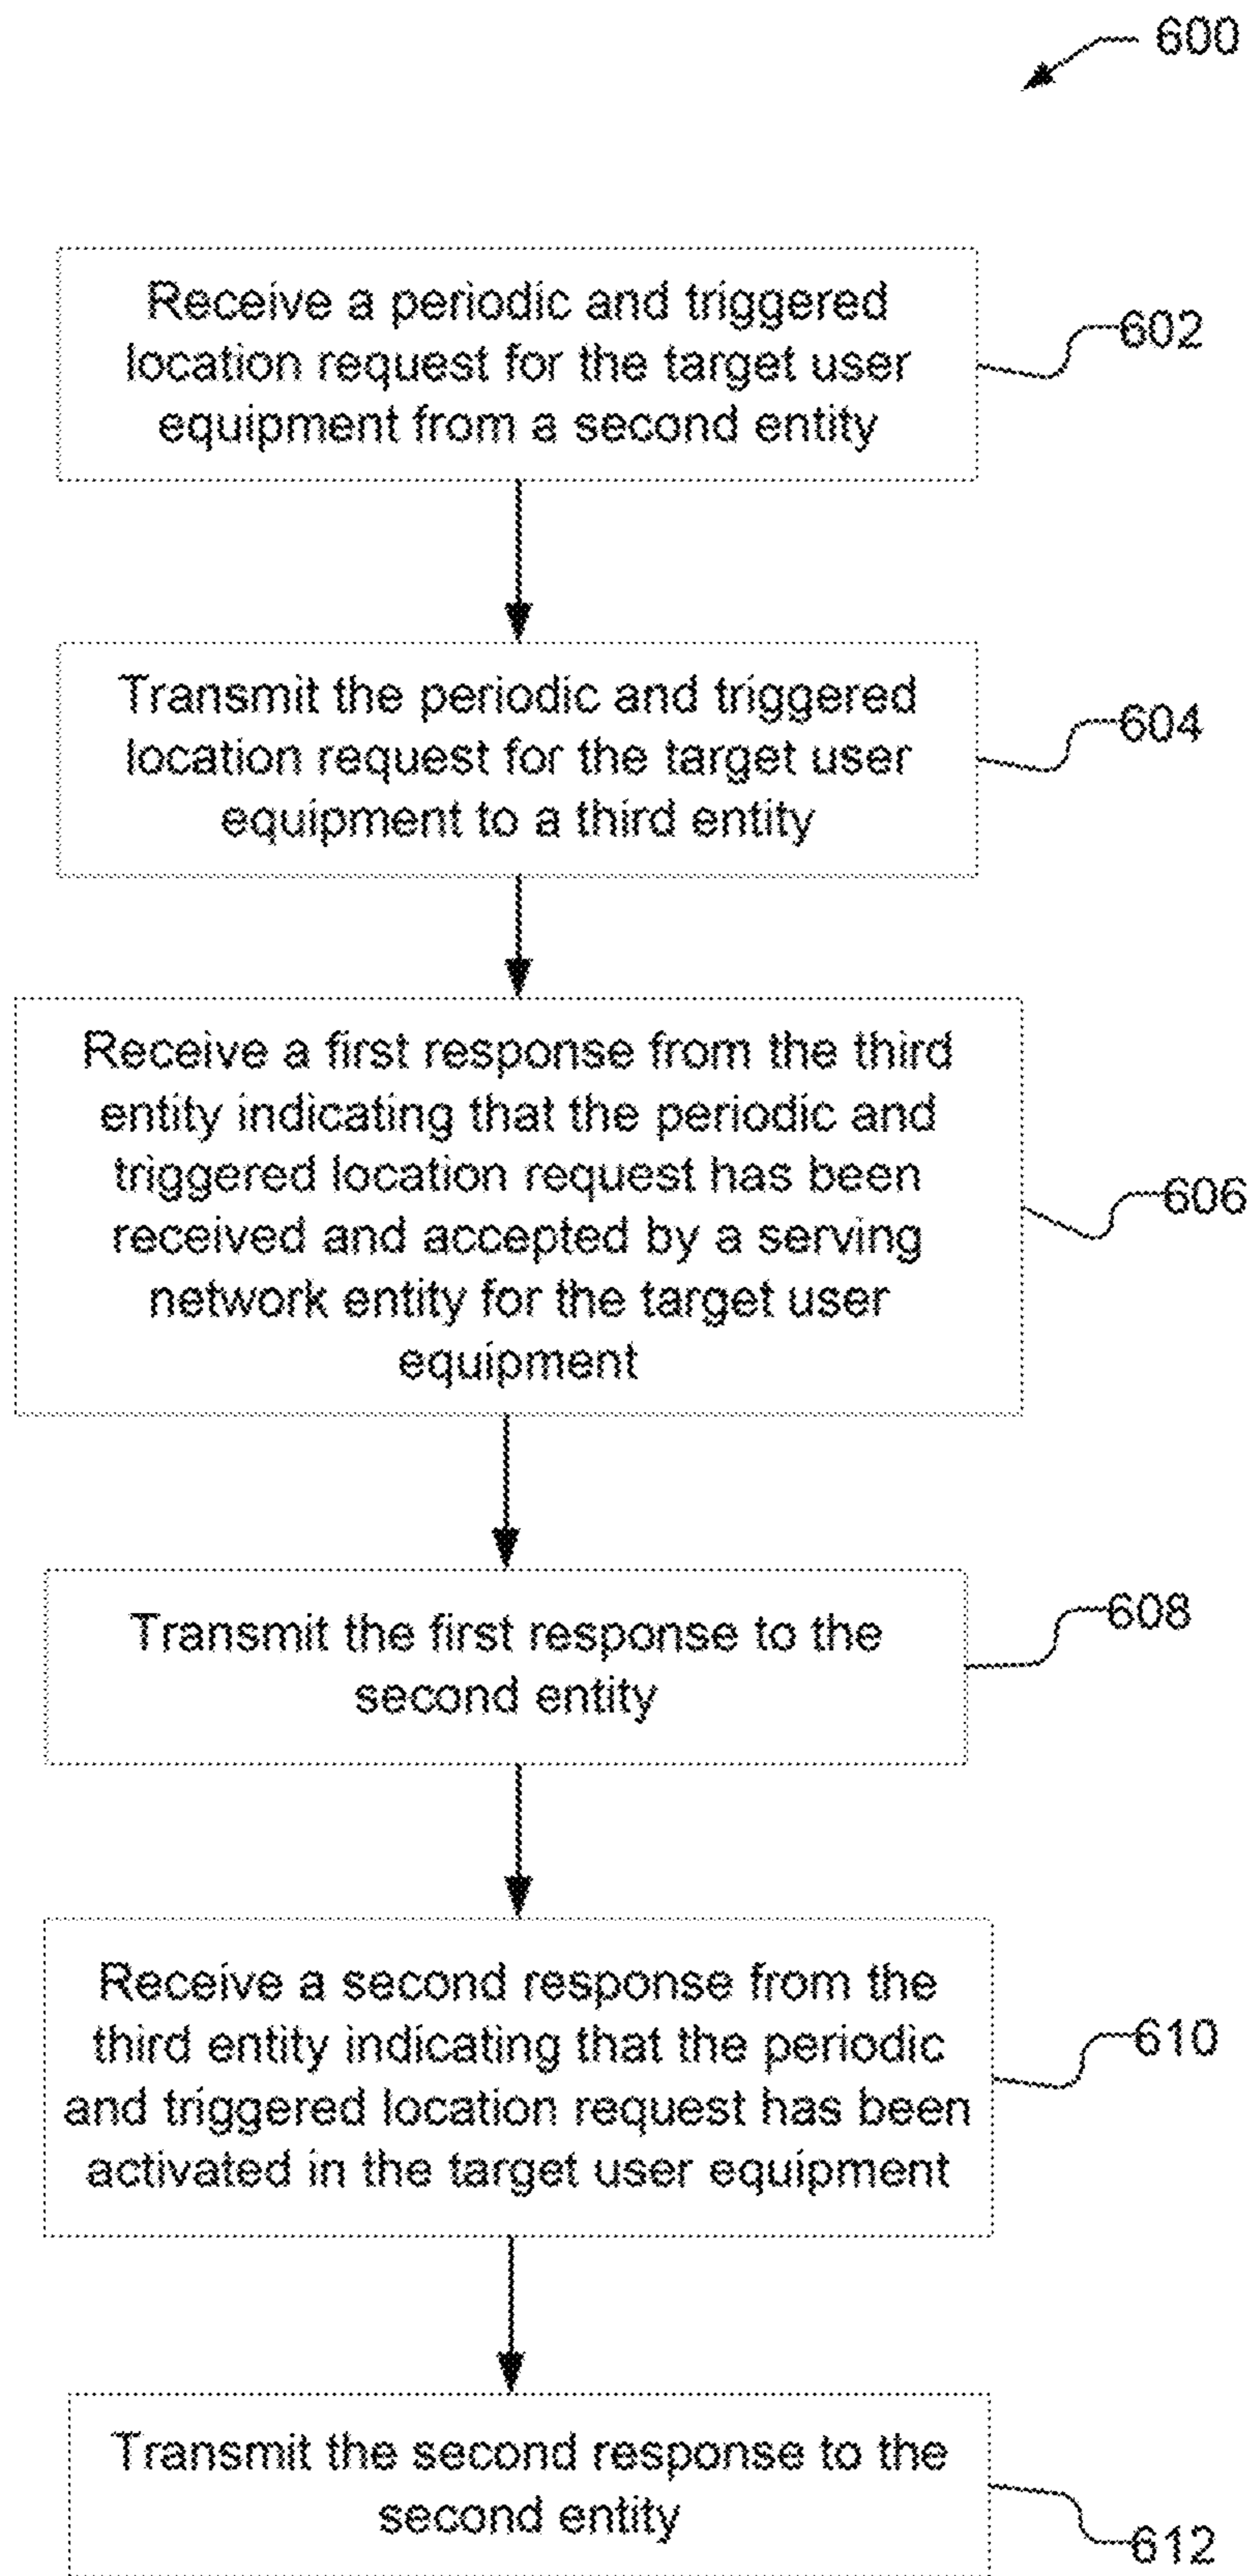 600
Receive a periodic and triggered
location request for the target user
equipment from a second entity
602
Transmit the periodic and triggered
location request for the target user
equipment to a third entity
604
Receive a first response from the third
entity indicating that the periodic and
triggered location request has been
received and accepted by a serving
network entity for the target user
equipment
606
Transmit the first response to the
second entity
608
Receive a second response from the
third entity indicating that the periodic
and triggered location request has been
activated in the target user equipment
610
Transmit the second response to the
second entity
612